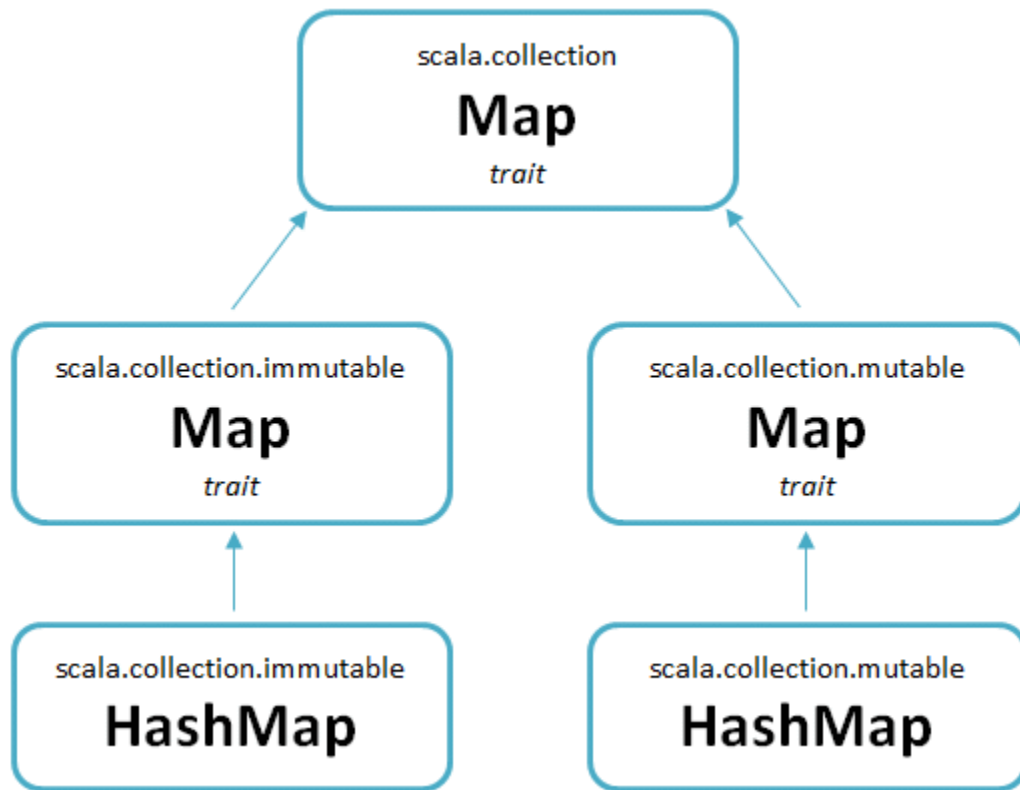 scala.collection
Map
trait
scala.collection.immutable
Map
trait
scala.collection.mutable
Map
trait
scala.collection.immutable
HashMap
scala.collection.mutable
HashMap